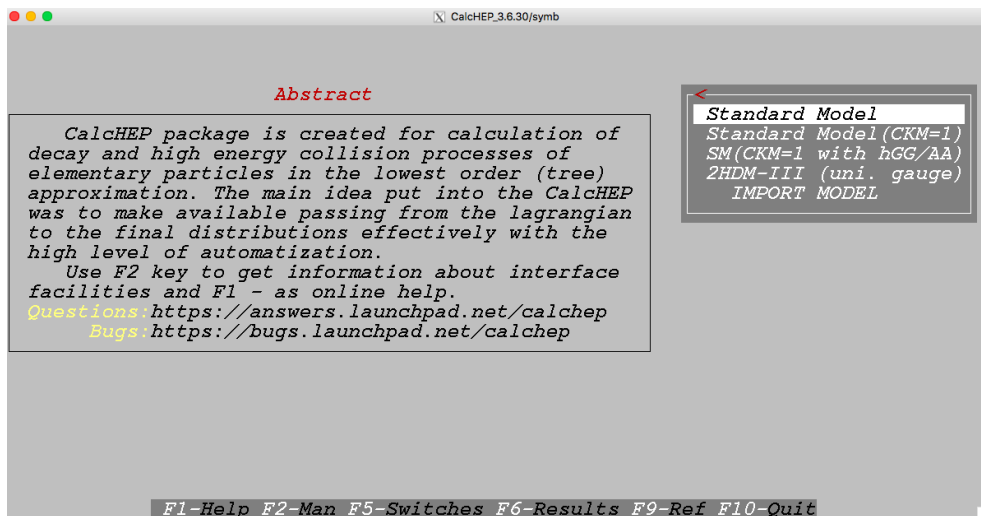 CalcHEP_3.6.30/symb
Abstract
CalcHEP package is created for calculation of
decay and high energy collision processes of
elementary particles in the lowest order (tree)
approximation. The main idea put into the CalcHEP
was to make available passing from the lagrangian
to the final distributions effectively with the
high level of automatization.
Use F2 key to get information about interface
facilities and F1 - as online help.
Questions:https://answers.launchpad.net/calchep
Bugs:https://bugs.launchpad.net/calchep
<
Standard Model
Standard Model(CKM=1)
SM(CKM=1 with hGG/AA)
2HDM-III (uni. gauge)
IMPORT MODEL
F1-Help F2-Man F5-Switches F6-Results F9-Ref F10-Quit